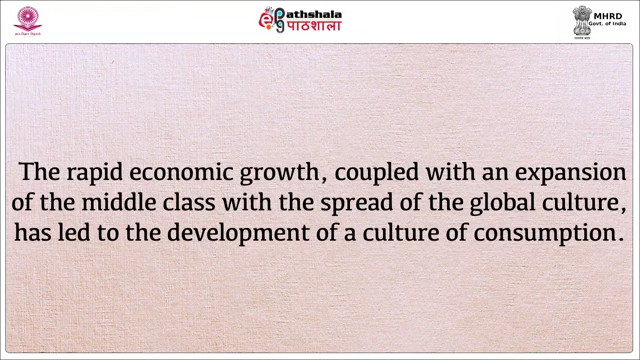 Pathshala
पाठशाला
MHRD
Govt. of India
The rapid economic growth, coupled with an expansion
of the middle class with the spread of the global culture,
has led to the development of a culture of consumption.